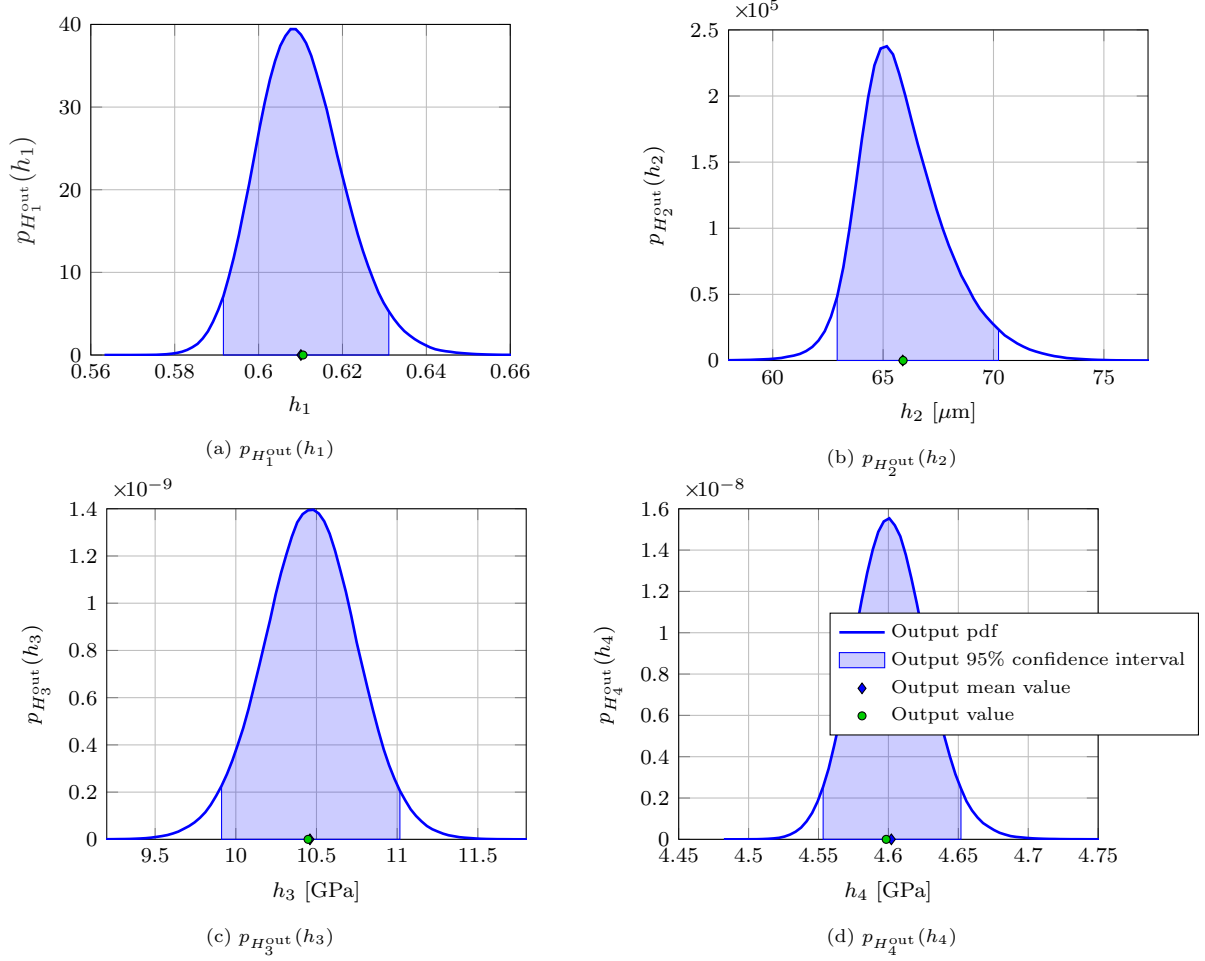 40
30
20
10
0
p_{H_1^{out}}(h_1)
0.56 0.58 0.6 0.62 0.64 0.66
h_1
(a) p_{H_1^{out}}(h_1)
×10^5
2.5
2
1.5
1
0.5
0
p_{H_2^{out}}(h_2)
60 65 70 75
h_2 [μm]
(b) p_{H_2^{out}}(h_2)
×10^{−9}
1.4
1.2
1
0.8
0.6
0.4
0.2
0
p_{H_3^{out}}(h_3)
9.5 10 10.5 11 11.5
h_3 [GPa]
(c) p_{H_3^{out}}(h_3)
×10^{−8}
1.6
1.4
1.2
1
0.8
0.6
0.4
0.2
0
p_{H_4^{out}}(h_4)
Output pdf
Output 95% confidence interval
Output mean value
Output value
4.45 4.5 4.55 4.6 4.65 4.7 4.75
h_4 [GPa]
(d) p_{H_4^{out}}(h_4)